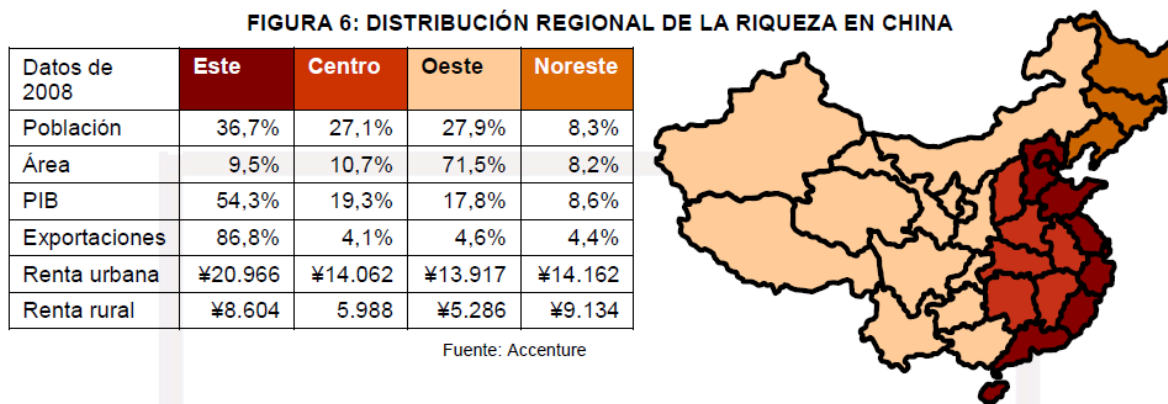 FIGURA 6: DISTRIBUCIÓN REGIONAL DE LA RIQUEZA EN CHINA
Datos de 2008 Este Centro Oeste Noreste
Población 36,7% 27,1% 27,9% 8,3%
Área 9,5% 10,7% 71,5% 8,2%
PIB 54,3% 19,3% 17,8% 8,6%
Exportaciones 86,8% 4,1% 4,6% 4,4%
Renta urbana ¥20.966 ¥14.062 ¥13.917 ¥14.162
Renta rural ¥8.604 5.988 ¥5.286 ¥9.134
Fuente: Accenture